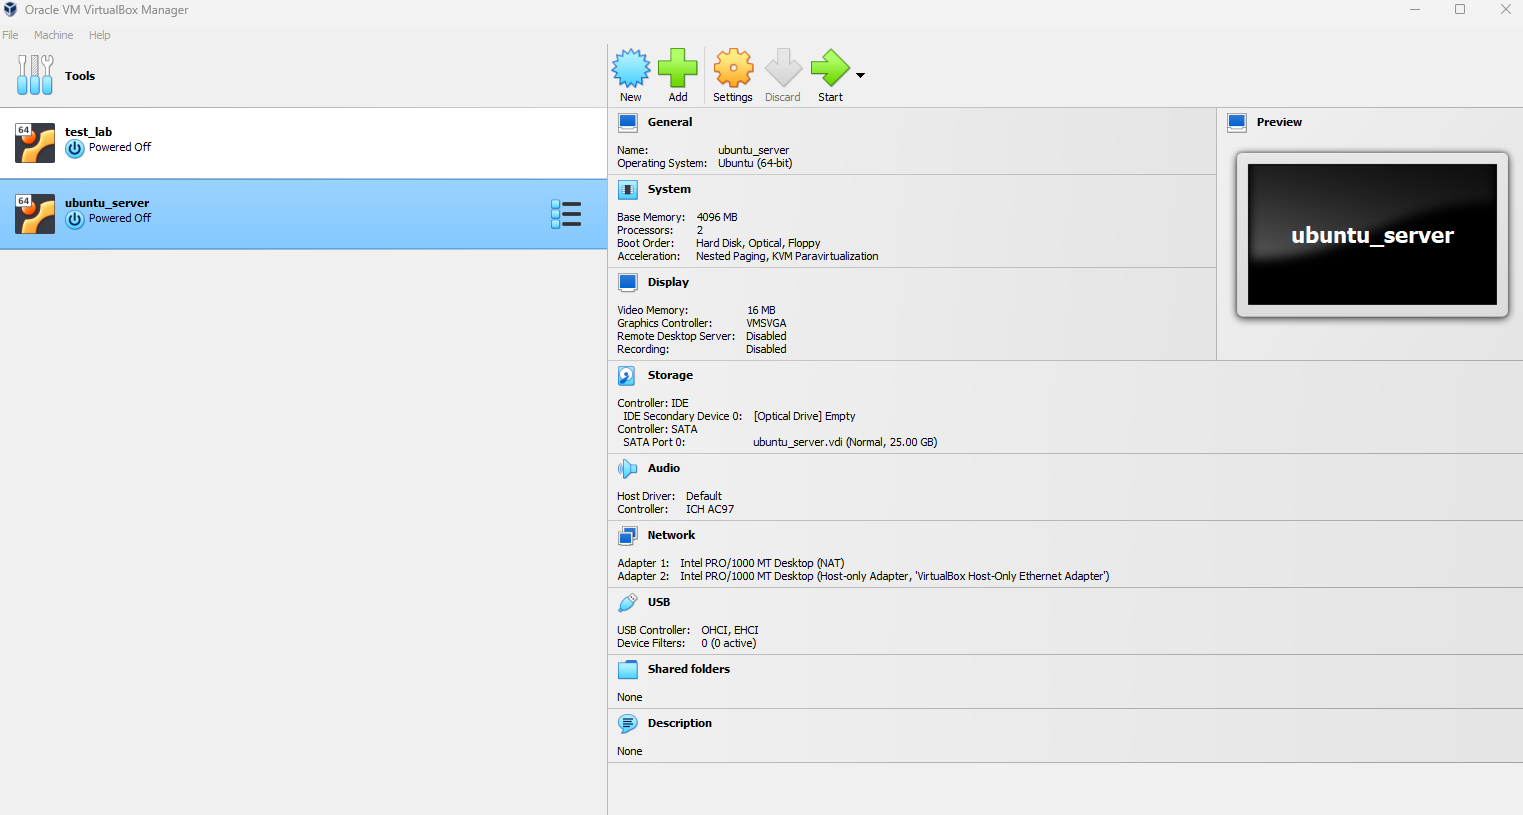 Oracle VM VirtualBox Manager
File Machine Help
Tools
New Add Settings Discard Start
64 test_lab
Powered Off
64 ubuntu_server
Powered Off
General
Name: ubuntu_server
Operating System: Ubuntu (64-bit)
System
Base Memory: 4096 MB
Processors: 2
Boot Order: Hard Disk, Optical, Floppy
Acceleration: Nested Paging, KVM Paravirtualization
Display
Video Memory: 16 MB
Graphics Controller: VMSVGA
Remote Desktop Server: Disabled
Recording: Disabled
Preview
ubuntu_server
Storage
Controller: IDE
IDE Secondary Device 0: [Optical Drive] Empty
Controller: SATA
SATA Port 0: ubuntu_server.vdi (Normal, 25.00 GB)
Audio
Host Driver: Default
Controller: ICH AC97
Network
Adapter 1: Intel PRO/1000 MT Desktop (NAT)
Adapter 2: Intel PRO/1000 MT Desktop (Host-only Adapter, 'VirtualBox Host-Only Ethernet Adapter')
USB
USB Controller: OHCI, EHCI
Device Filters: 0 (0 active)
Shared folders
None
Description
None